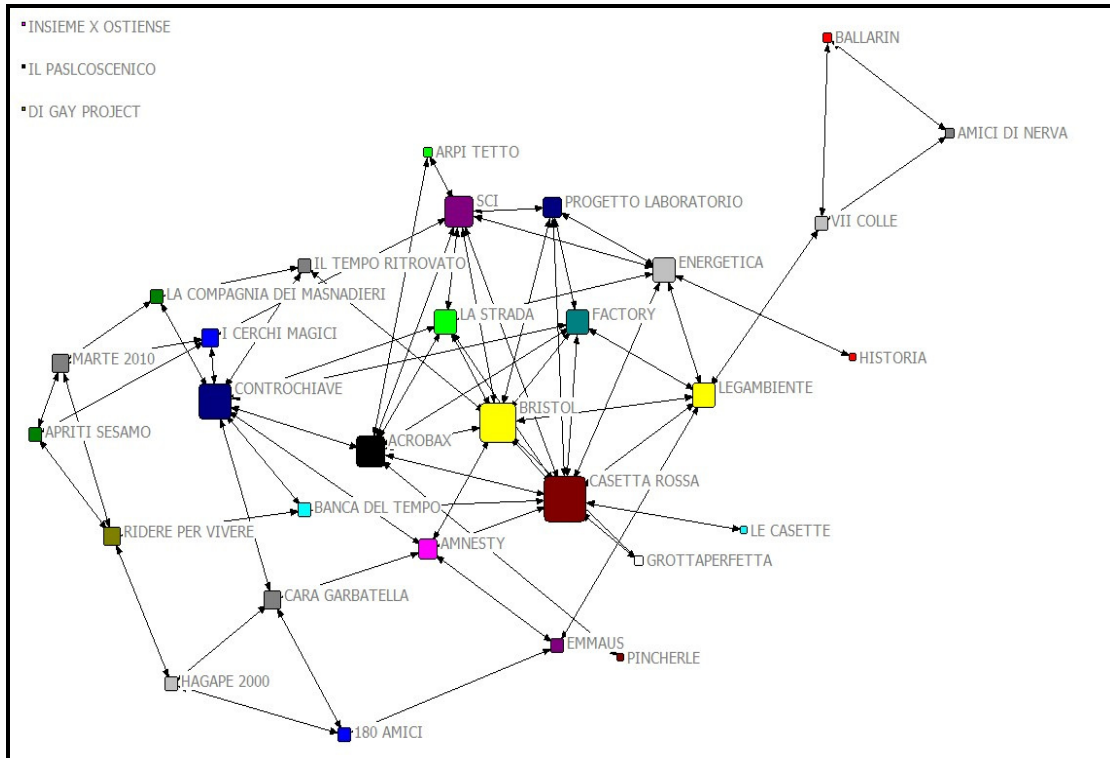 INSIEME X OSTIENSE
BALLARIN
IL PASLCOSCENICO
DI GAY PROJECT
AMICI DI NERVA
ARPI TETTO
SCI
PROGETTO LABORATORIO
VII COLLE
IL TEMPO RITROVATO
ENERGETICA
LA COMPAGNIA DEI MASNADIERI
LA STRADA
FACTORY
I CERCHI MAGICI
MARTE 2010
HISTORIA
CONTROCHIAVE
LEGAMBIENTE
BRISTOL
APRITI SESAMO
ACROBAX
CASETTA ROSSA
BANCA DEL TEMPO
RIDERE PER VIVERE
LE CASETTE
AMNESTY
GROTTAPERFETTA
CARA GARBATELLA
EMMAUS
PINCHERLE
HAGAPE 2000
180 AMICI